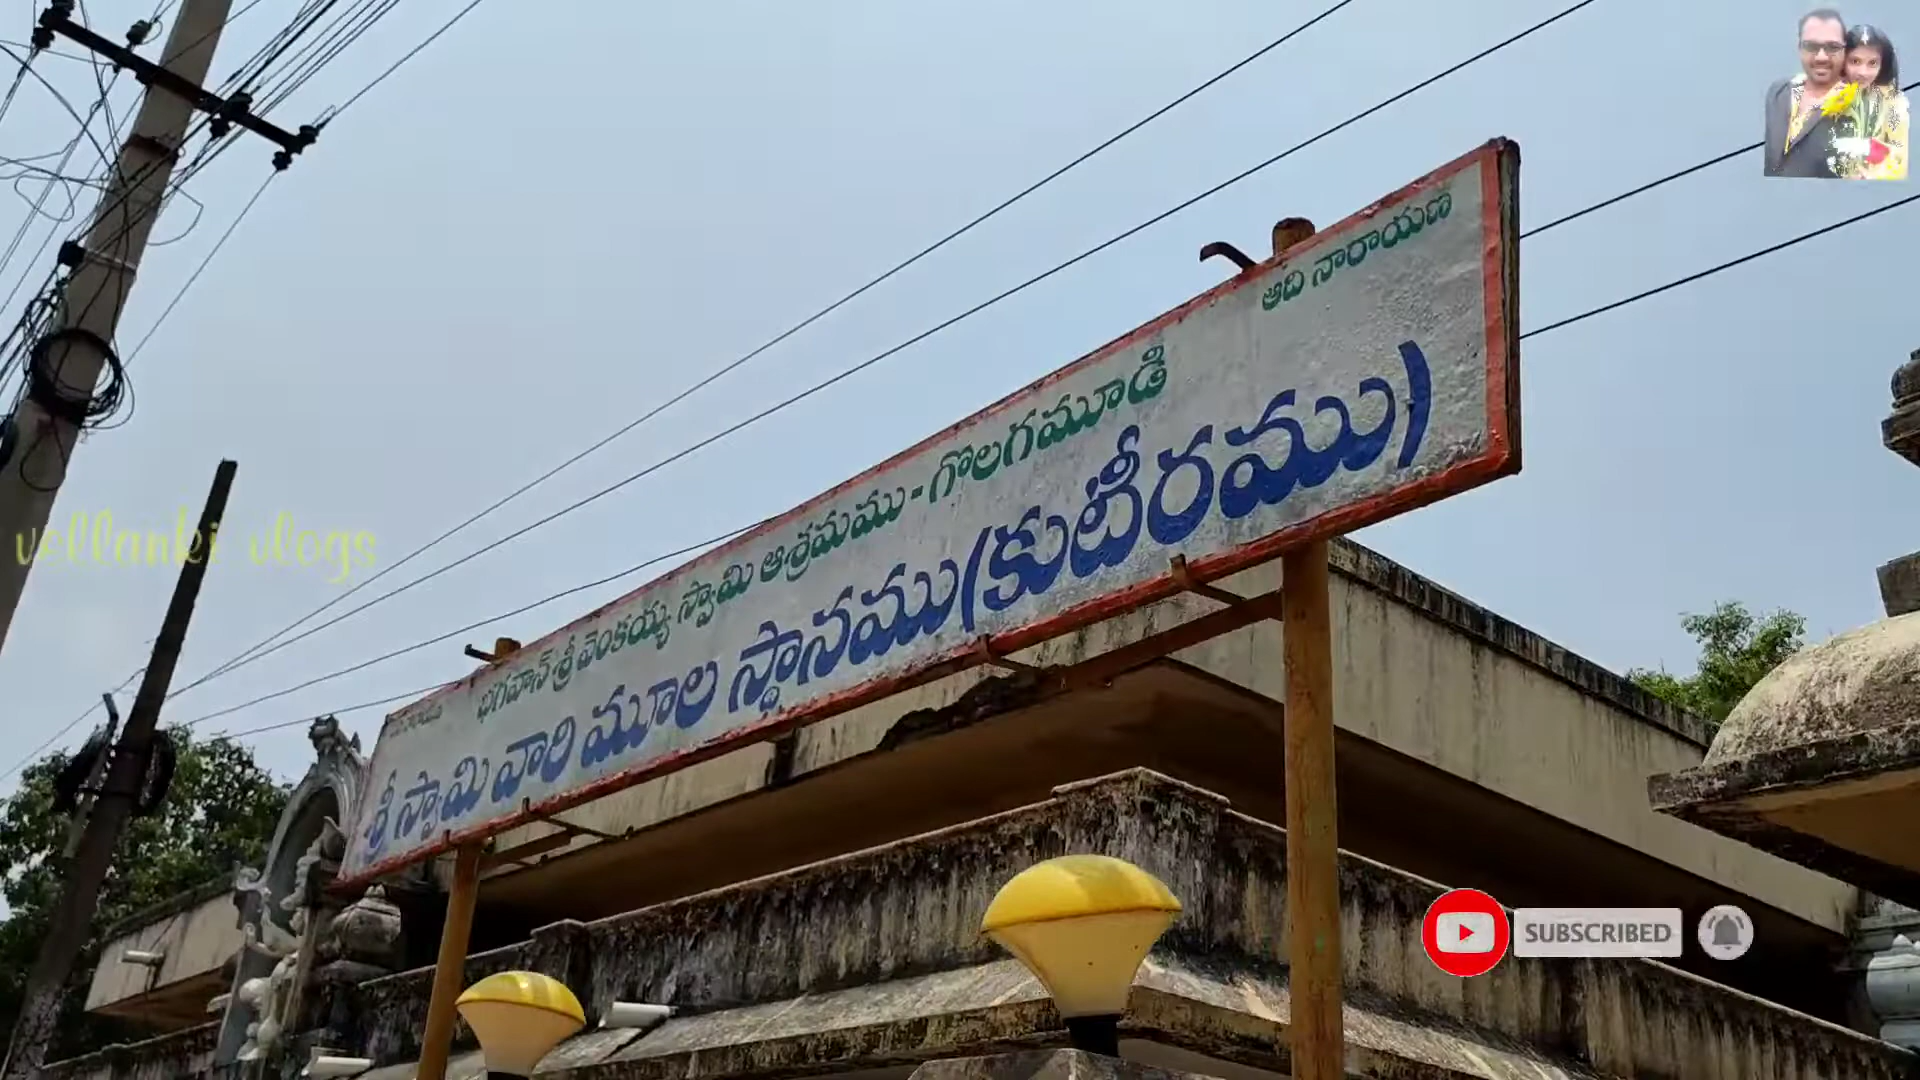 ఆది నారాయణ
భగవాన్ శ్రీ వెంకయ్య స్వామి ఆశ్రమము - గొలగమూడి
శ్రీ స్వామి వారి మూల స్థానము (కుటీరము)
vellanki vlogs
SUBSCRIBED